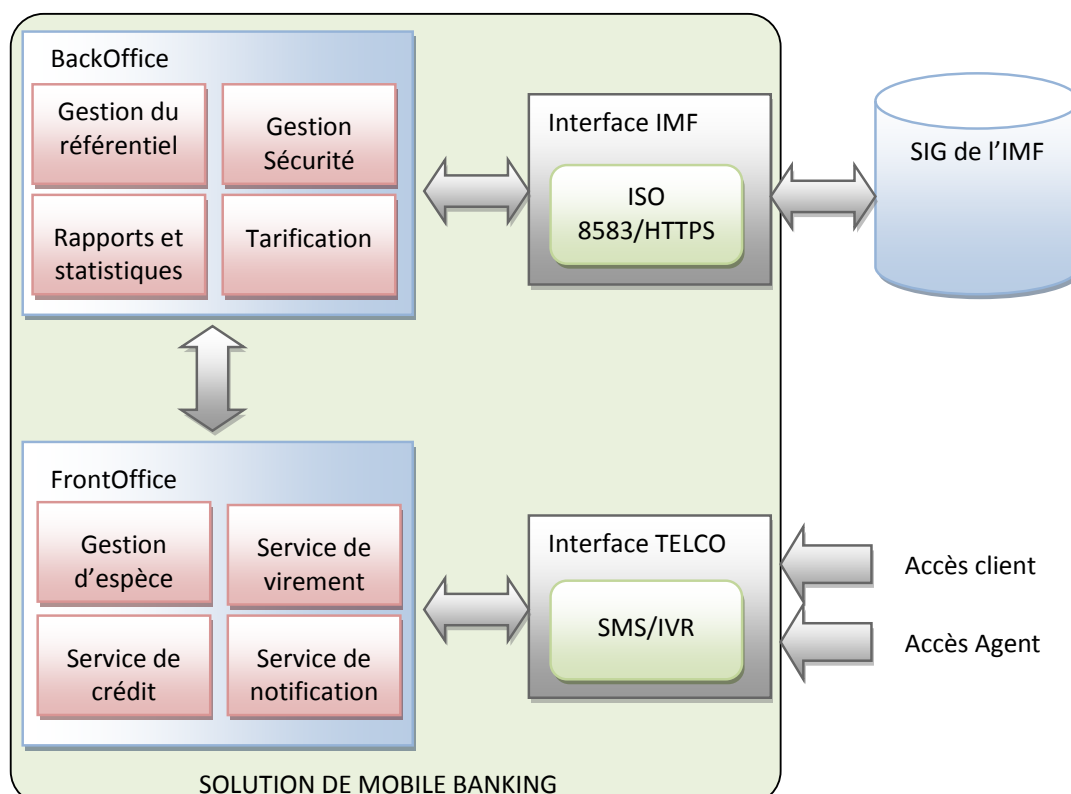 BackOffice
Gestion du
référentiel
Gestion
Sécurité
Rapports et
statistiques
Tarification
Interface IMF
ISO
8583/HTTPS
SIG de l’IMF
FrontOffice
Gestion
d’espèce
Service de
virement
Service de
crédit
Service de
notification
Interface TELCO
SMS/IVR
Accès client
Accès Agent
SOLUTION DE MOBILE BANKING